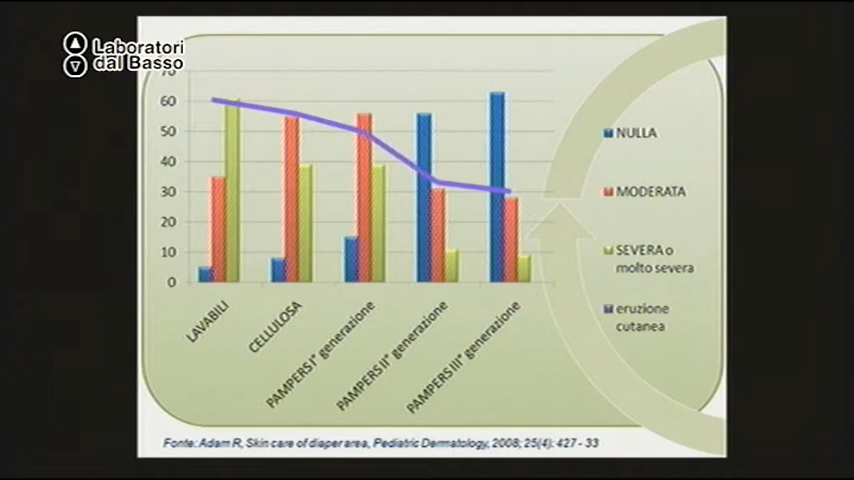 Laboratori
dal Basso
70
60
50
40
30
20
10
0
LAVABILI
CELLULOSA
PAMPERS I° generazione
PAMPERS II° generazione
PAMPERS III° generazione
NULLA
MODERATA
SEVERA o
molto severa
eruzione
cutanea
Fonte: Adam R, Skin care of diaper area, Pediatric Dermatology, 2008; 25(4): 427 - 33